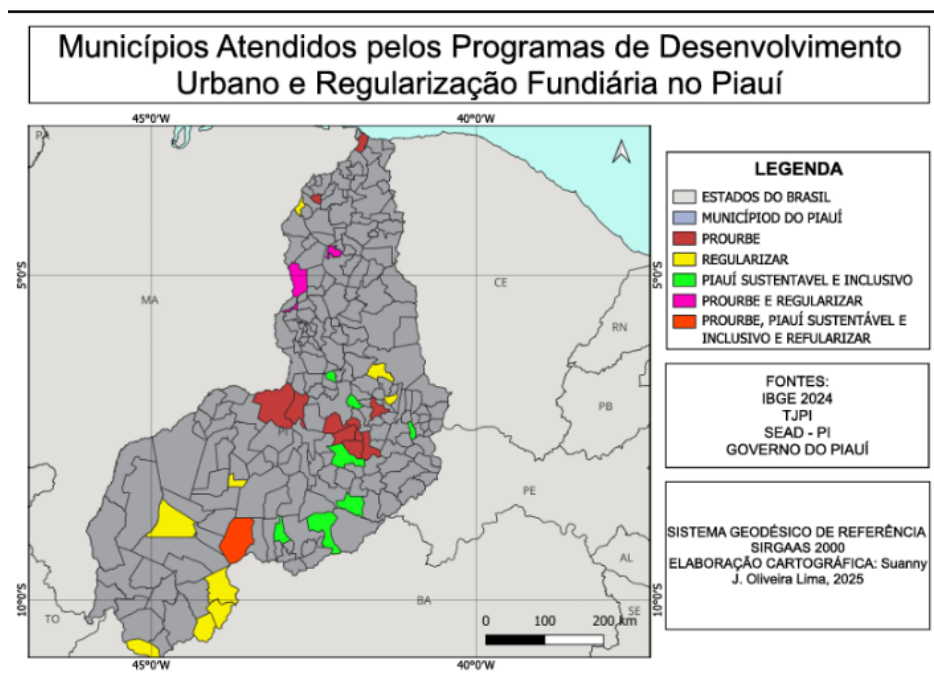 Municípios Atendidos pelos Programas de Desenvolvimento
Urbano e Regularização Fundiária no Piauí
45°0'W
40°0'W
PA
MA
CE
RN
PB
PI
PE
AL
SE
BA
TO
5°0'S
5°0'S
10°0'S
10°0'S
0
100
200 km
45°0'W
40°0'W
LEGENDA
ESTADOS DO BRASIL
MUNICÍPIOD DO PIAUÍ
PROURBE
REGULARIZAR
PIAUÍ SUSTENTAVEL E INCLUSIVO
PROURBE E REGULARIZAR
PROURBE, PIAUÍ SUSTENTÁVEL E
INCLUSIVO E REFULARIZAR
FONTES:
IBGE 2024
TJPI
SEAD - PI
GOVERNO DO PIAUÍ
SISTEMA GEODÉSICO DE REFERÊNCIA
SIRGAAS 2000
ELABORAÇÃO CARTOGRÁFICA: Suanny
J. Oliveira Lima, 2025